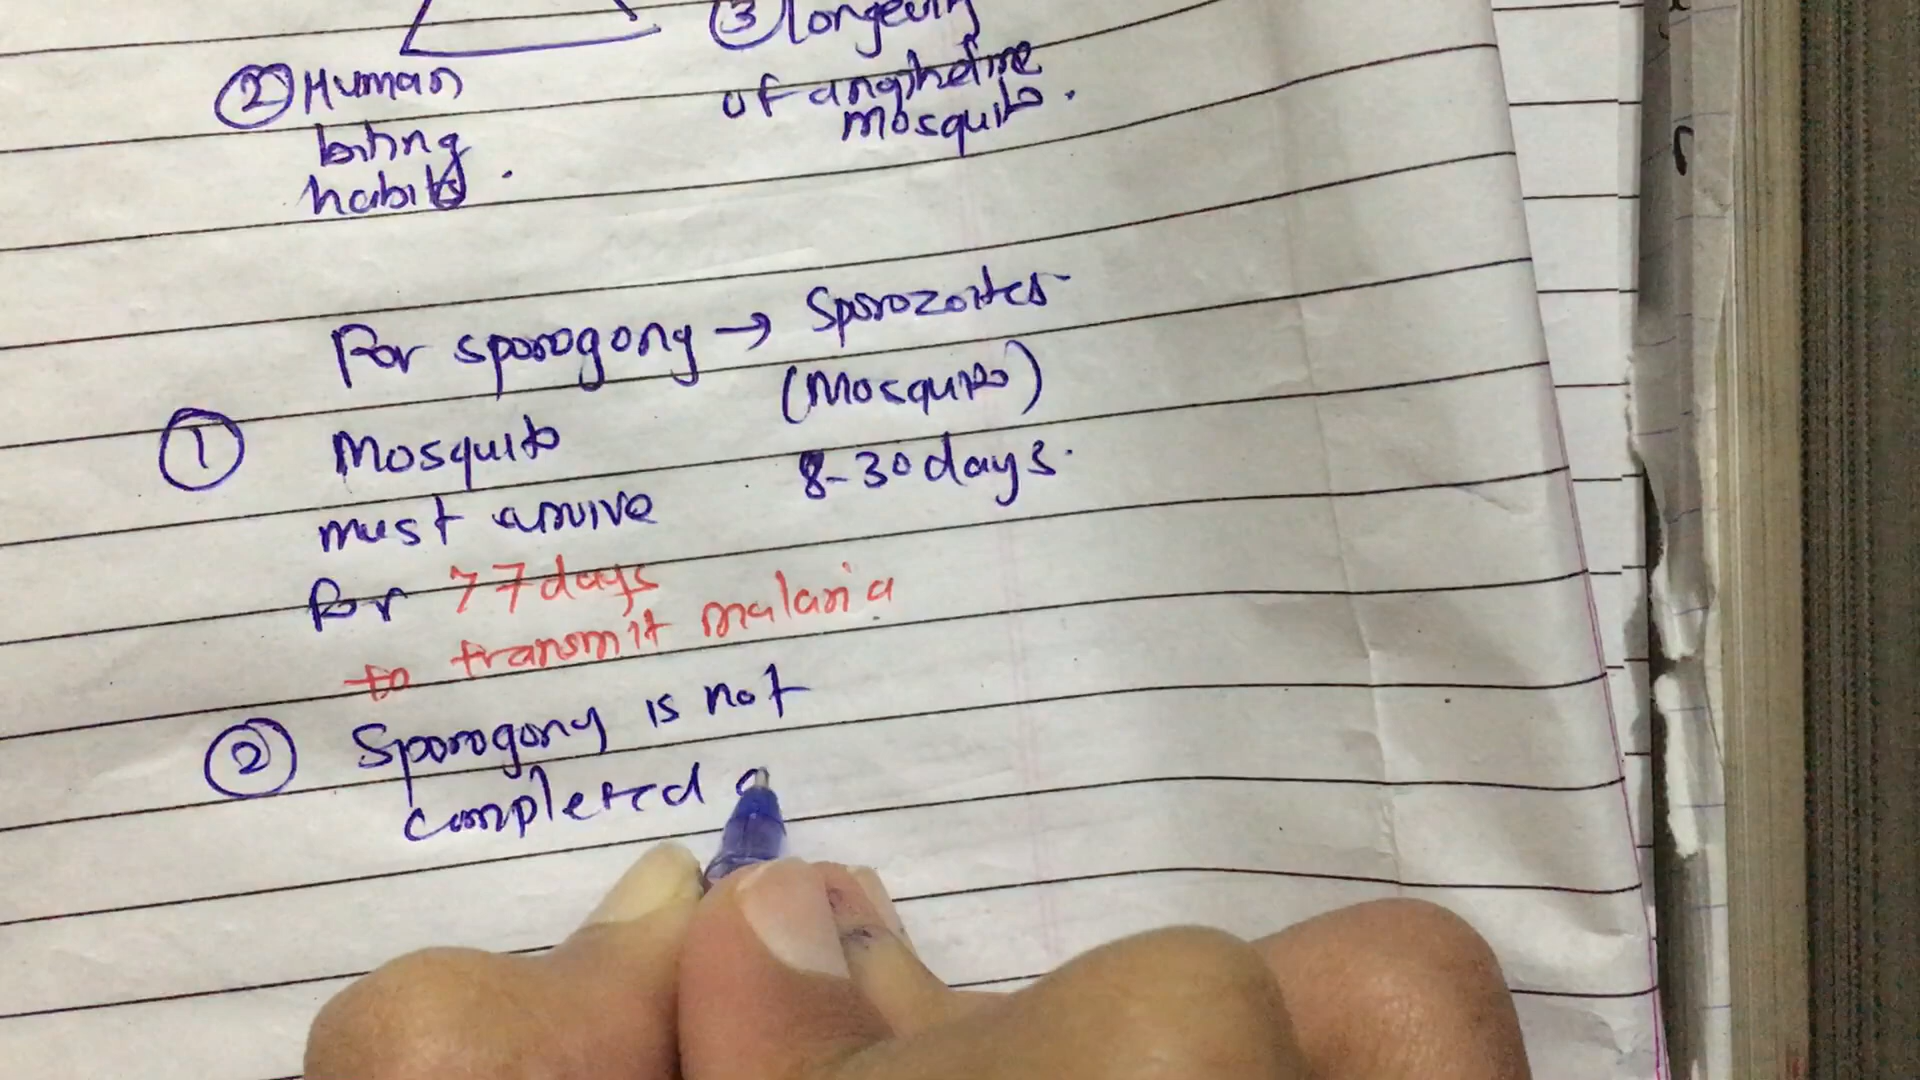 ③ longevity
② Human
of anopheline
biting
mosquito.
habits.
For sporogony → Sporozoites
(Mosquito)
① Mosquito
8-30 days.
must survive
for >7 days
to transmit malaria
② Sporogony is not
completed